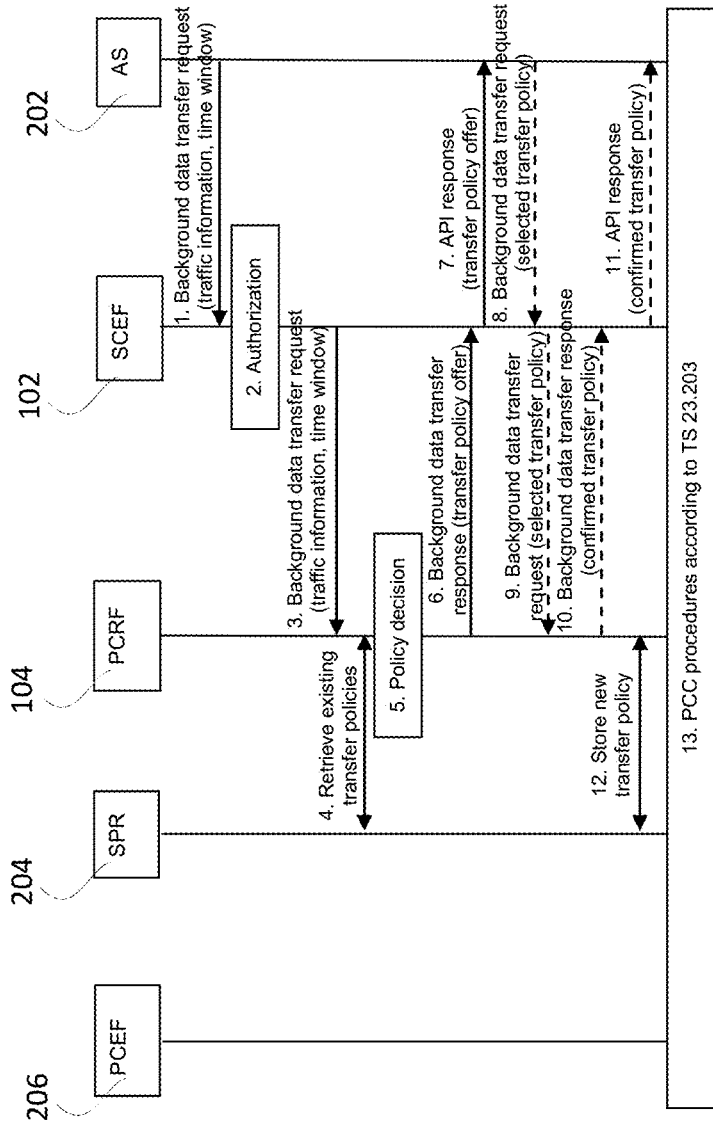 206
204
104
102
202
PCEF
SPR
PCRF
SCEF
AS
1. Background data transfer request
(traffic information, time window)
2. Authorization
3. Background data transfer request
(traffic information, time window)
4. Retrieve existing
transfer policies
5. Policy decision
6. Background data transfer
response (transfer policy offer)
7. API response
(transfer policy offer)
8. Background data transfer request
(selected transfer policy)
9. Background data transfer
request (selected transfer policy)
10. Background data transfer response
(confirmed transfer policy)
11. API response
(confirmed transfer policy)
12. Store new
transfer policy
13. PCC procedures according to TS 23.203